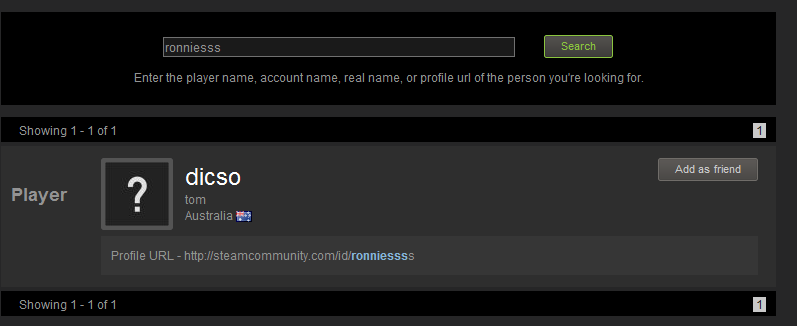 ronniesss
Search
Enter the player name, account name, real name, or profile url of the person you're looking for.
Showing 1 - 1 of 1
1
Player
?
dicso
Add as friend
tom
Australia
Profile URL - http://steamcommunity.com/id/ronniessss
Showing 1 - 1 of 1
1